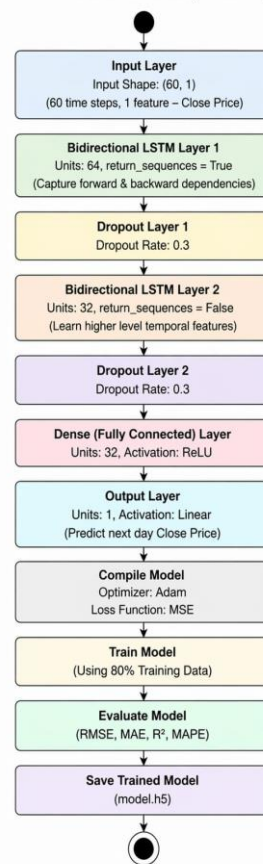 Input Layer
Input Shape: (60, 1)
(60 time steps, 1 feature – Close Price)
Bidirectional LSTM Layer 1
Units: 64, return_sequences = True
(Capture forward & backward dependencies)
Dropout Layer 1
Dropout Rate: 0.3
Bidirectional LSTM Layer 2
Units: 32, return_sequences = False
(Learn higher level temporal features)
Dropout Layer 2
Dropout Rate: 0.3
Dense (Fully Connected) Layer
Units: 32, Activation: ReLU
Output Layer
Units: 1, Activation: Linear
(Predict next day Close Price)
Compile Model
Optimizer: Adam
Loss Function: MSE
Train Model
(Using 80% Training Data)
Evaluate Model
(RMSE, MAE, R², MAPE)
Save Trained Model
(model.h5)